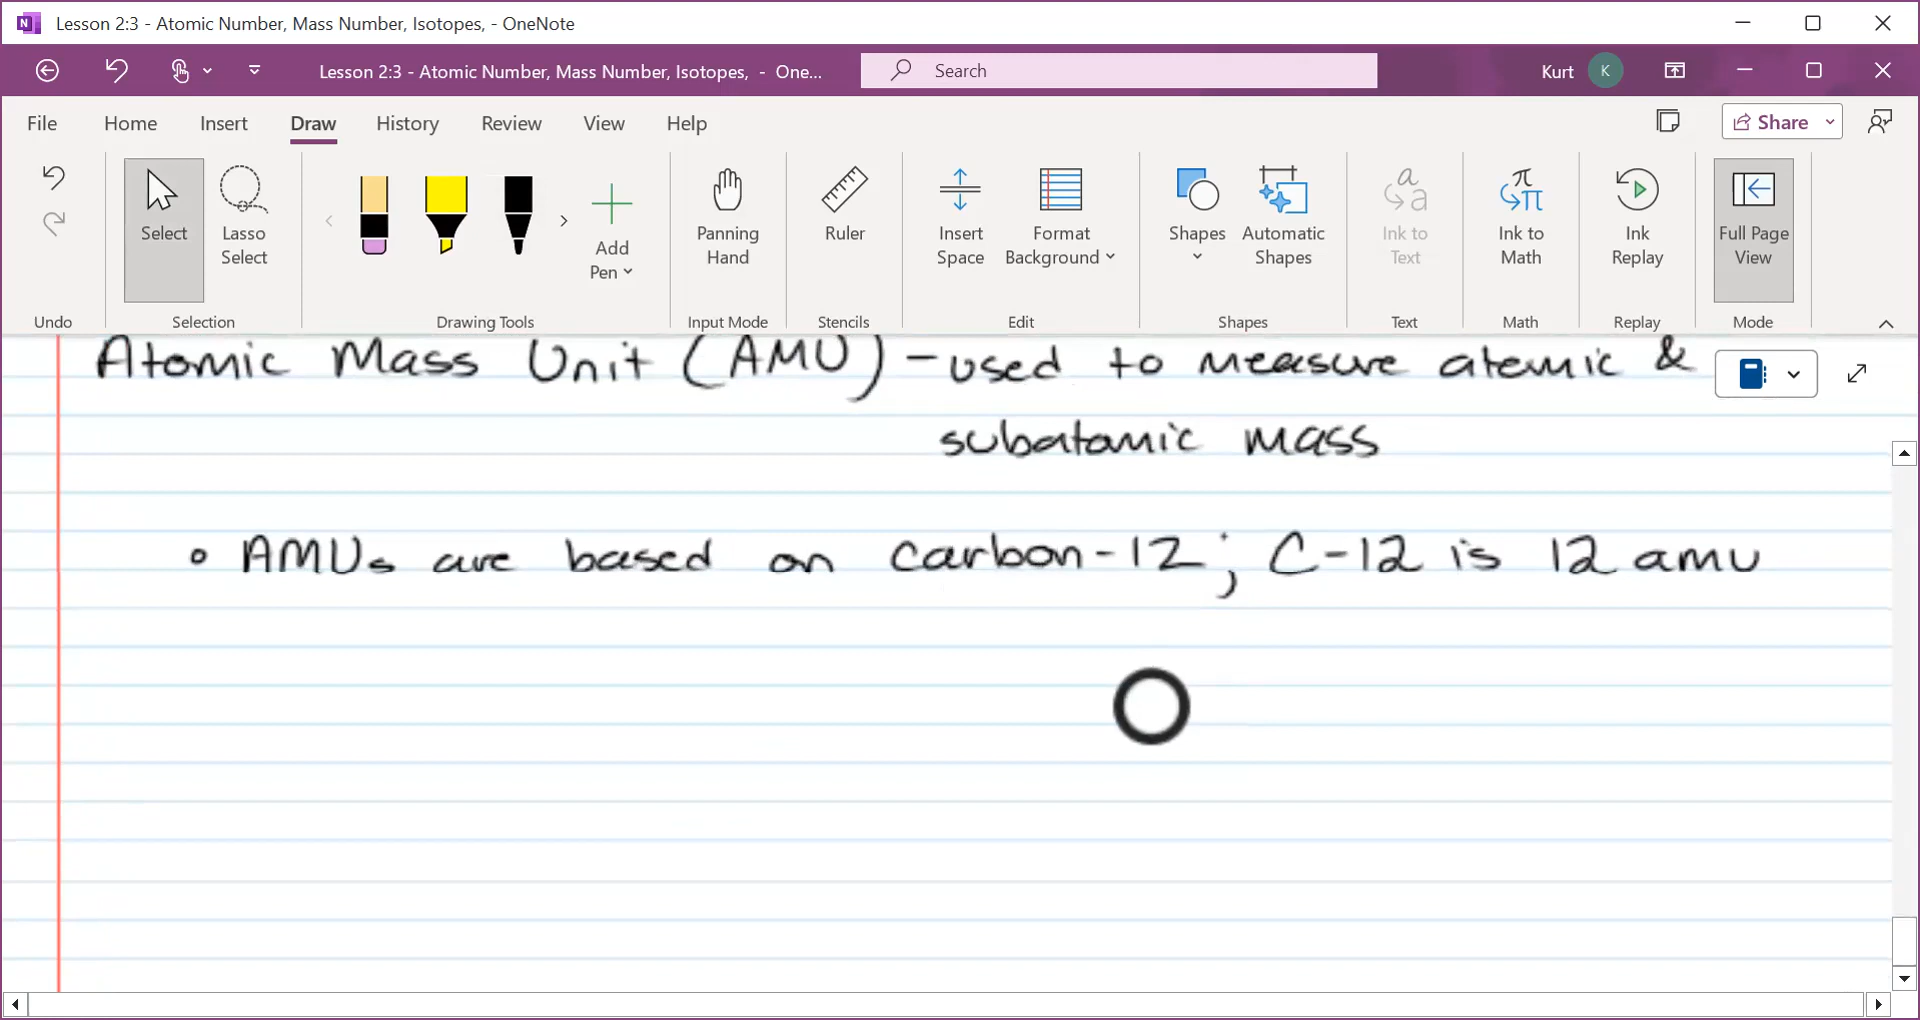 Lesson 2:3 - Atomic Number, Mass Number, Isotopes, - OneNote
Lesson 2:3 - Atomic Number, Mass Number, Isotopes, - One...
Search
Kurt
K
File
Home
Insert
Draw
History
Review
View
Help
Share
Select
Lasso
Select
Add
Pen
Panning
Hand
Ruler
Insert
Space
Format
Background
Shapes
Automatic
Shapes
Ink to
Text
Ink to
Math
Ink
Replay
Full Page
View
Undo
Selection
Drawing Tools
Input Mode
Stencils
Edit
Shapes
Text
Math
Replay
Mode
Atomic Mass Unit (AMU) - used to measure atomic &
subatomic mass
• AMUs are based on carbon-12; C-12 is 12 amu